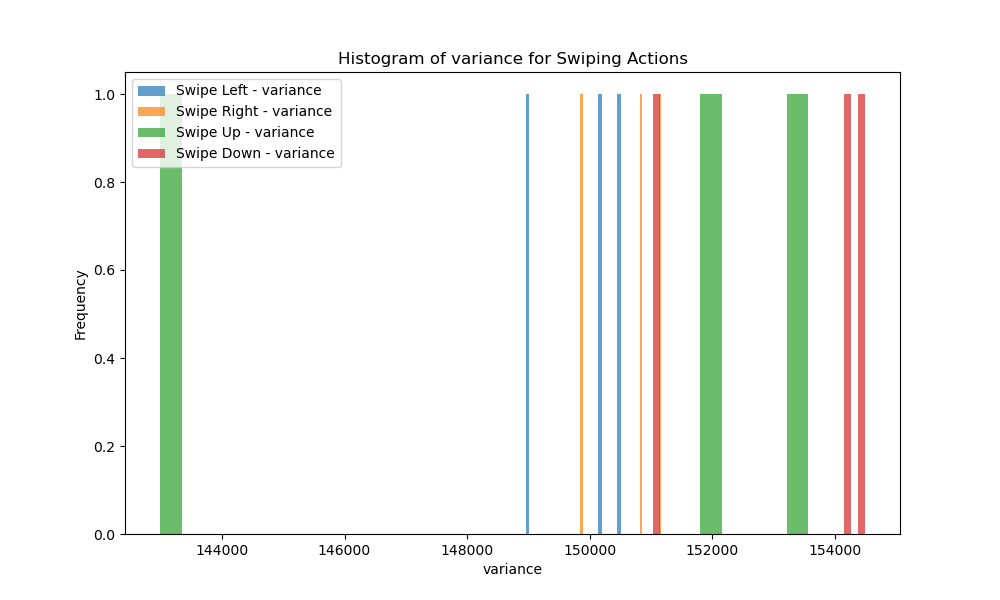 Histogram of variance for Swiping Actions
Swipe Left - variance
Swipe Right - variance
Swipe Up - variance
Swipe Down - variance
Frequency
1.0
0.8
0.6
0.4
0.2
0.0
144000 146000 148000 150000 152000 154000
variance